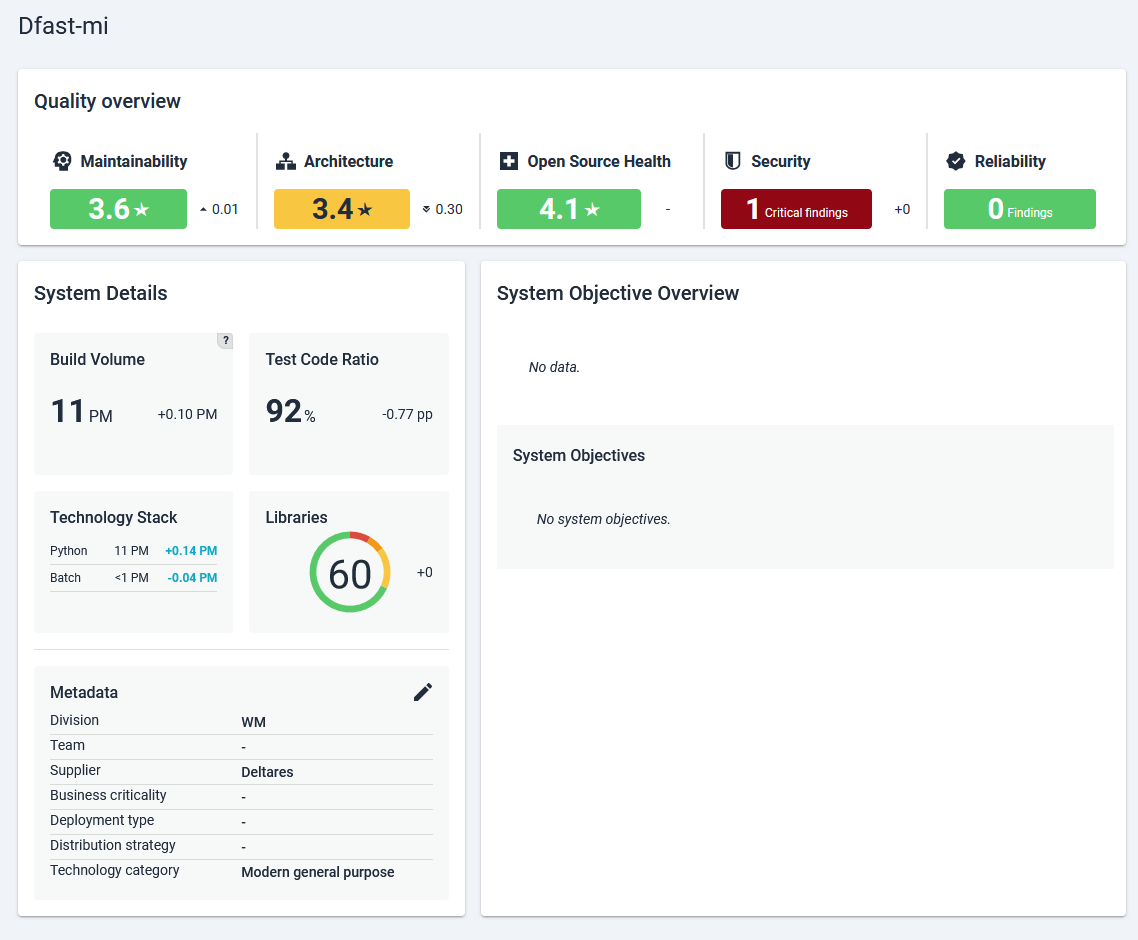 Dfast-mi
Quality overview
Maintainability
3.6 ★ 0.01
Architecture
3.4 ★ 0.30
Open Source Health
4.1 ★ -
Security
1 Critical findings +0
Reliability
0 Findings
System Details
?
Build Volume
11 PM +0.10 PM
Test Code Ratio
92 % -0.77 pp
Technology Stack
Python 11 PM +0.14 PM
Batch <1 PM -0.04 PM
Libraries
60 +0
Metadata
Division WM
Team -
Supplier Deltares
Business criticality -
Deployment type -
Distribution strategy -
Technology category Modern general purpose
System Objective Overview
No data.
System Objectives
No system objectives.